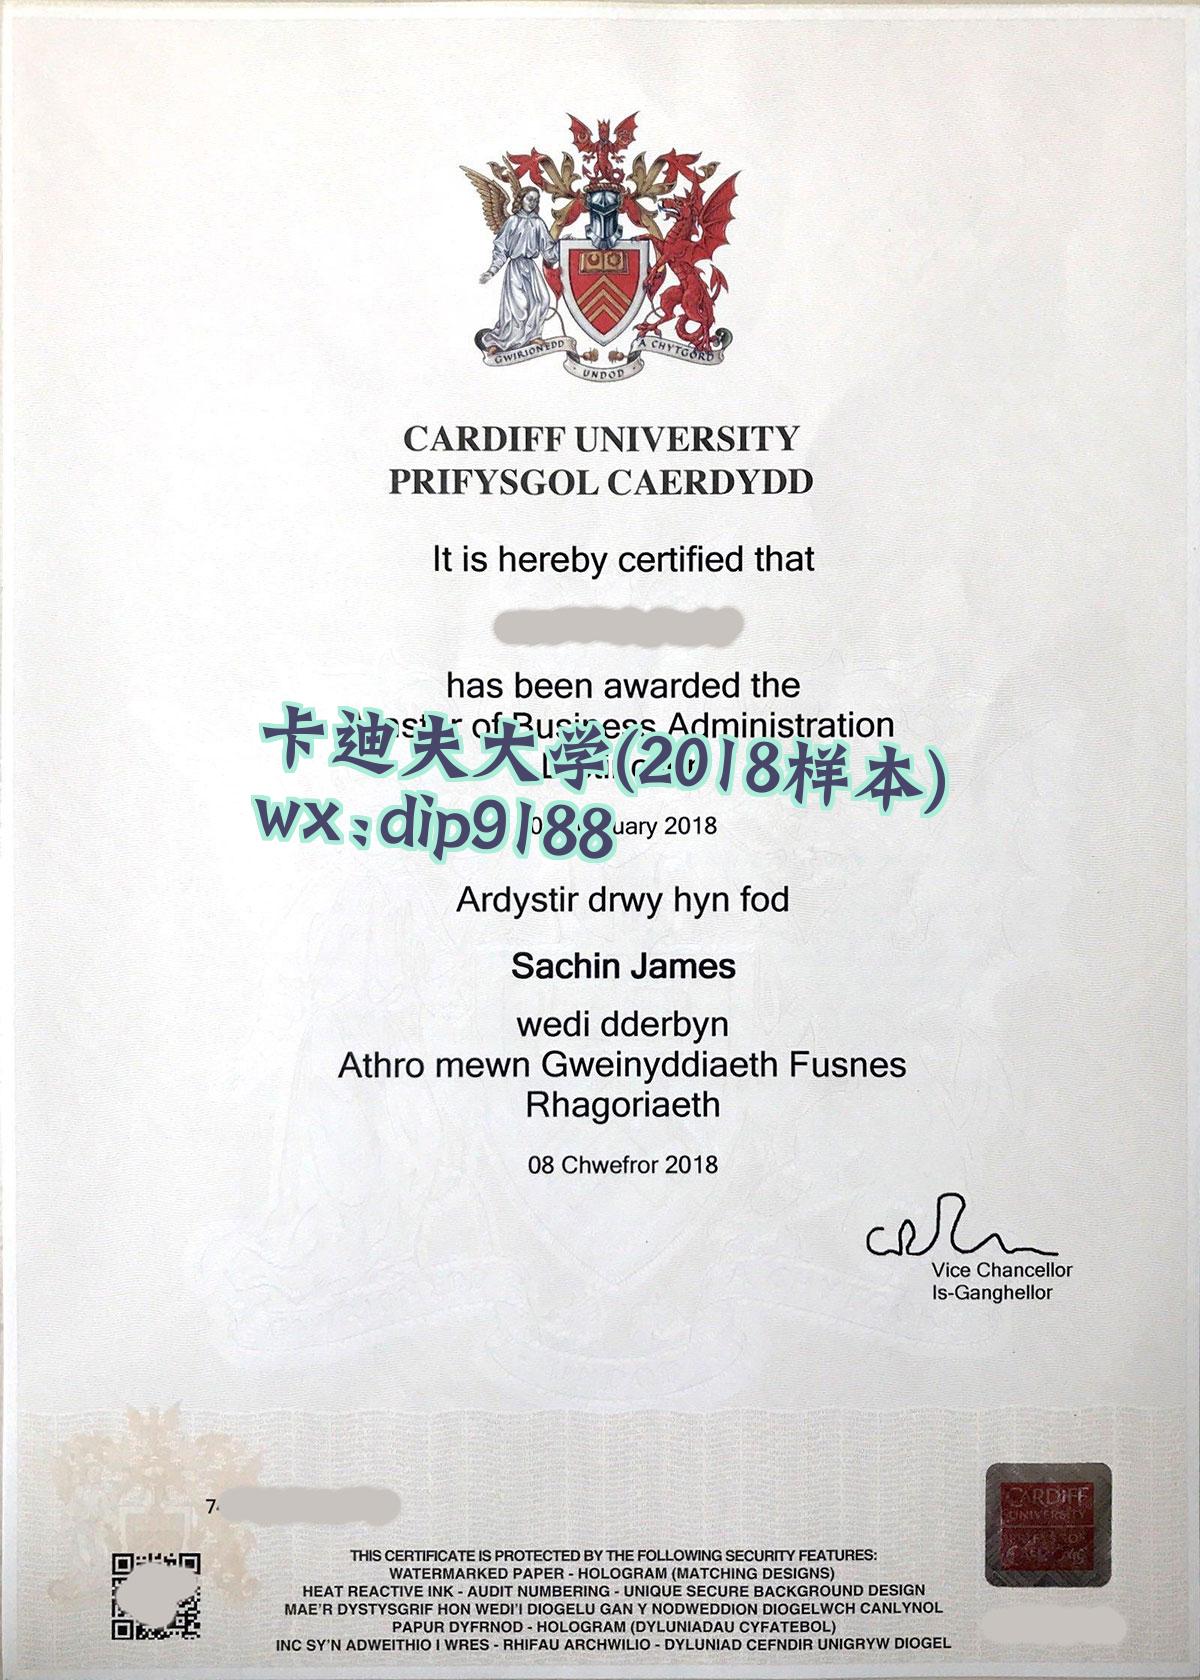 GWIRIONEDD
UNDOD
A CHYTGORD
CARDIFF UNIVERSITY
PRIFYSGOL CAERDYDD
It is hereby certified that
has been awarded the
of Business Administration
卡迪夫大学(2018样本)
wx:dip9188
2018
Ardystir drwy hyn fod
Sachin James
wedi dderbyn
Athro mewn Gweinyddiaeth Fusnes
Rhagoriaeth
08 Chwefror 2018
Vice Chancellor
Is-Ganghellor
CARDIFF
UNIVERSITY
THIS CERTIFICATE IS PROTECTED BY THE FOLLOWING SECURITY FEATURES:
WATERMARKED PAPER - HOLOGRAM (MATCHING DESIGNS)
HEAT REACTIVE INK - AUDIT NUMBERING - UNIQUE SECURE BACKGROUND DESIGN
MAE'R DYSTYSGRIF HON WEDI'I DIOGELU GAN Y NODWEDDION DIOGELWCH CANLYNOL
PAPUR DYFRNOD - HOLOGRAM (DYLUNIADAU CYFATEBOL)
INC SY'N ADWEITHIO I WRES - RHIFAU ARCHWILIO - DYLUNIAD CEFNDIR UNIGRYW DIOGEL